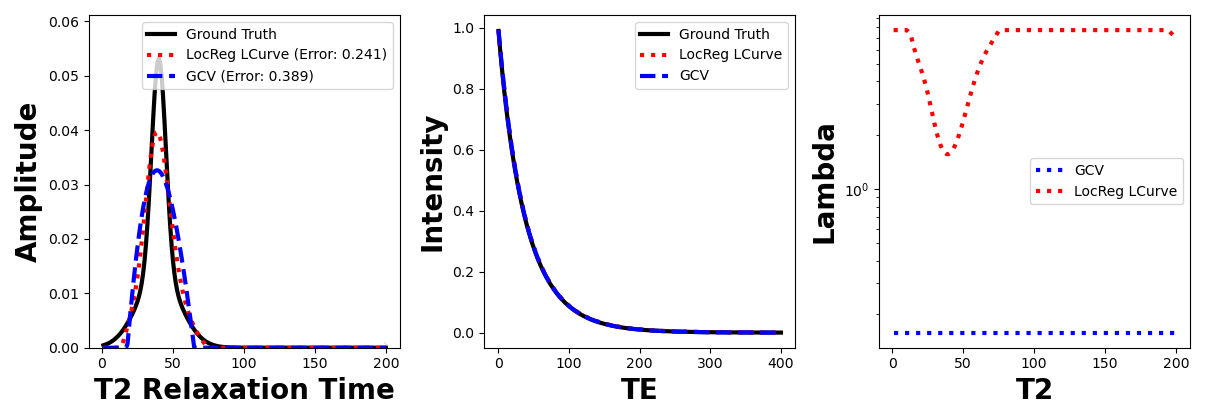 0.06
0.05
0.04
0.03
0.02
0.01
0.00
Amplitude
Ground Truth
LocReg LCurve (Error: 0.241)
GCV (Error: 0.389)
0
50
100
150
200
T2 Relaxation Time
1.0
0.8
0.6
0.4
0.2
0.0
Intensity
Ground Truth
LocReg LCurve
GCV
0
100
200
300
400
TE
10⁰
Lambda
GCV
LocReg LCurve
0
50
100
150
200
T2